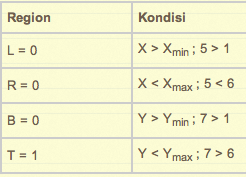 Region Kondisi
L = 0 X > Xmin ; 5 > 1
R = 0 X < Xmax ; 5 < 6
B = 0 Y > Ymin ; 7 > 1
T = 1 Y < Ymax ; 7 > 6